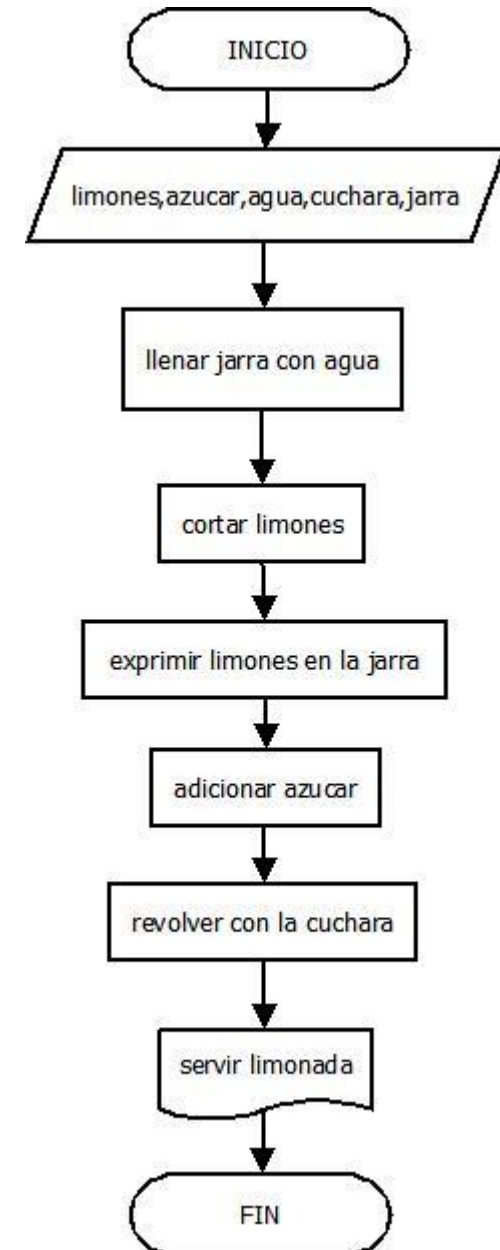 INICIO
limones,azucar,agua,cuchara,jarra
llenar jarra con agua
cortar limones
exprimir limones en la jarra
adicionar azucar
revolver con la cuchara
servir limonada
FIN